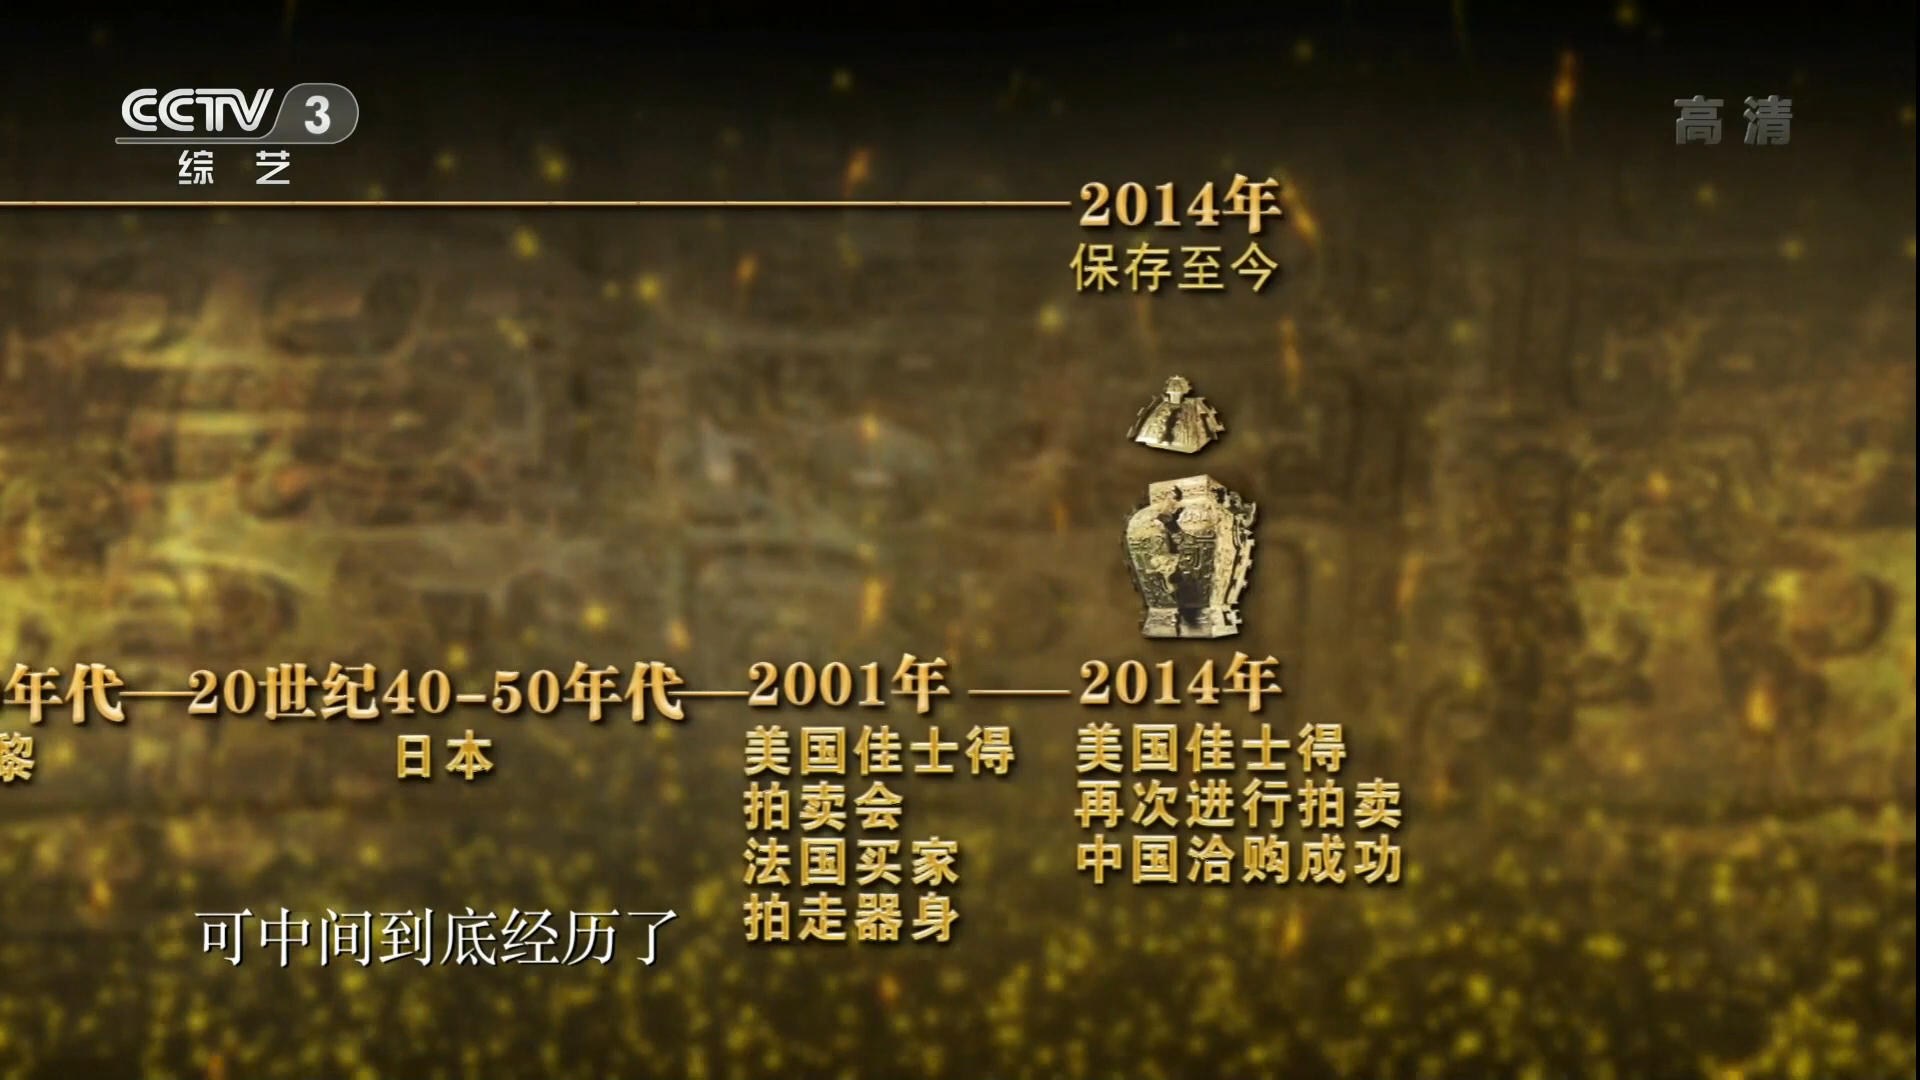 CCTV 3
综艺
高清
2014年
保存至今
年代
20世纪40-50年代
2001年
2014年
黎
日本
美国佳士得
拍卖会
法国买家
拍走器身
美国佳士得
再次进行拍卖
中国洽购成功
可中间到底经历了